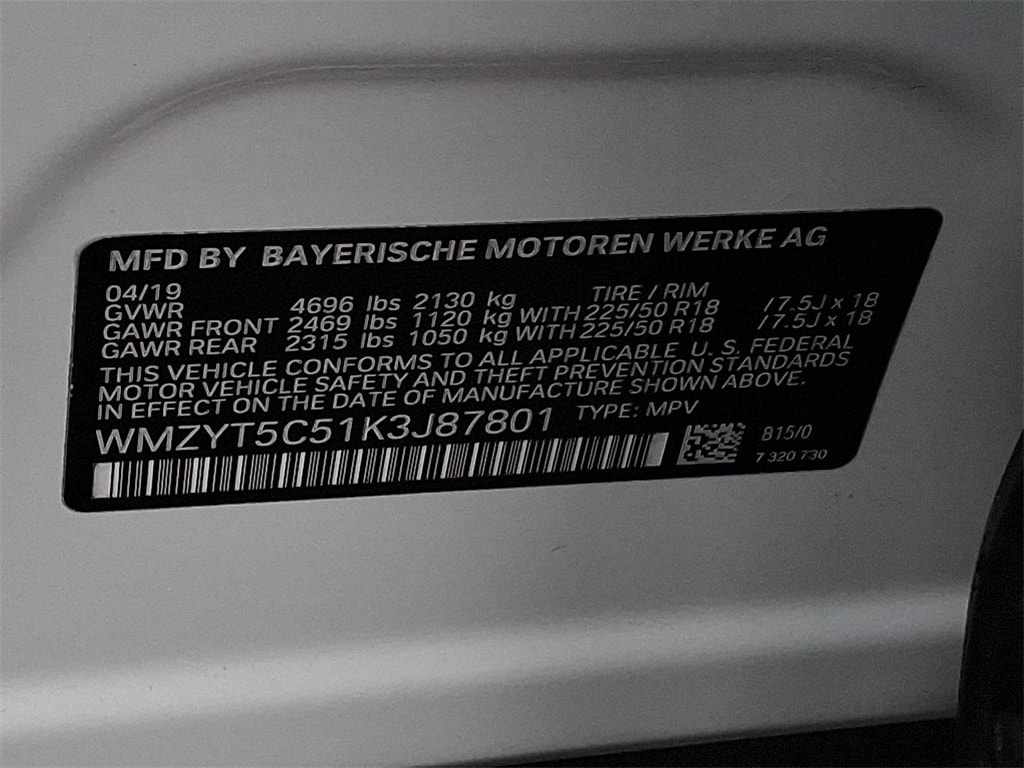 MFD BY BAYERISCHE MOTOREN WERKE AG
04/19 TIRE / RIM
GVWR 4696 lbs 2130 kg
GAWR FRONT 2469 lbs 1120 kg WITH 225/50 R18 / 7.5J x 18
GAWR REAR 2315 lbs 1050 kg WITH 225/50 R18 / 7.5J x 18
THIS VEHICLE CONFORMS TO ALL APPLICABLE U. S. FEDERAL
MOTOR VEHICLE SAFETY AND THEFT PREVENTION STANDARDS
IN EFFECT ON THE DATE OF MANUFACTURE SHOWN ABOVE.
WMZYT5C51K3J87801 TYPE: MPV
B15/0
7 320 730